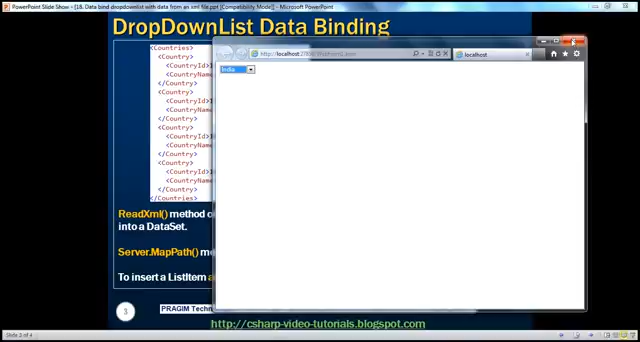 PowerPoint Slide Show - [18. Data bind dropdownlist with data from an xml file.ppt [Compatibility Mode]] - Microsoft PowerPoint
DropDownList Data Binding
<Countries>
<Country>
<CountryId>
<CountryName
</Country>
<Country>
<CountryId>
<CountryName
</Country>
<Country>
<CountryId>
<CountryName
</Country>
<Country>
<CountryId>
<CountryName
</Country>
</Countries>
http://localhost
localhost
India
ReadXml() method
into a DataSet.
Server.MapPath()
To insert a ListItem
3
PRAGIM Techn
http://csharp-video-tutorials.blogspot.com
Slide 3 of 4